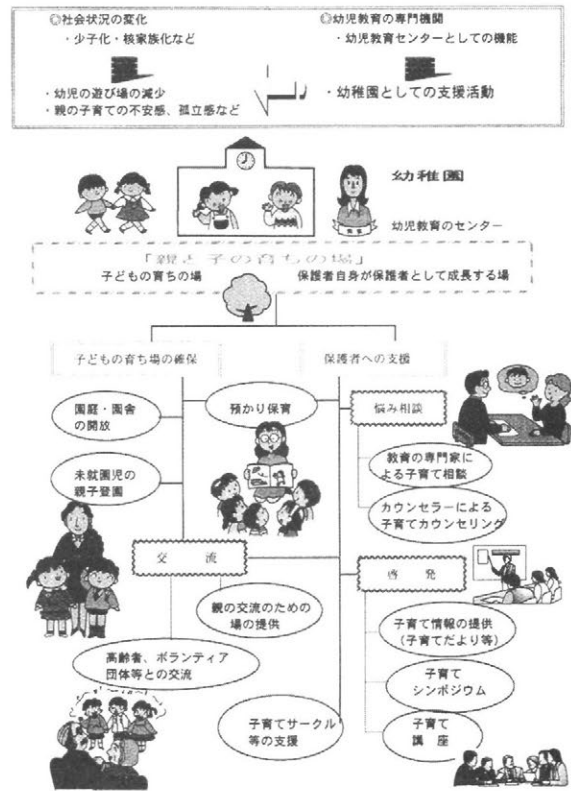 ◎社会状況の変化
・少子化・核家族化など
・幼児の遊び場の減少
・親の子育ての不安感、孤立感など
◎幼児教育の専門機関
・幼児教育センターとしての機能
・幼稚園としての支援活動
幼稚園
幼児教育のセンター
「親と子の育ちの場」
子どもの育ちの場
保護者自身が保護者として成長する場
子どもの育ち場の確保
保護者への支援
園庭・園舎
の開放
預かり保育
悩み相談
未就園児の
親子登園
教育の専門家に
よる子育て相談
カウンセラーによる
子育てカウンセリング
交流
啓発
親の交流のための
場の提供
子育て情報の提供
(子育てだより等)
高齢者、ボランティア
団体等との交流
子育て
シンポジウム
子育てサークル
等の支援
子育て
講座